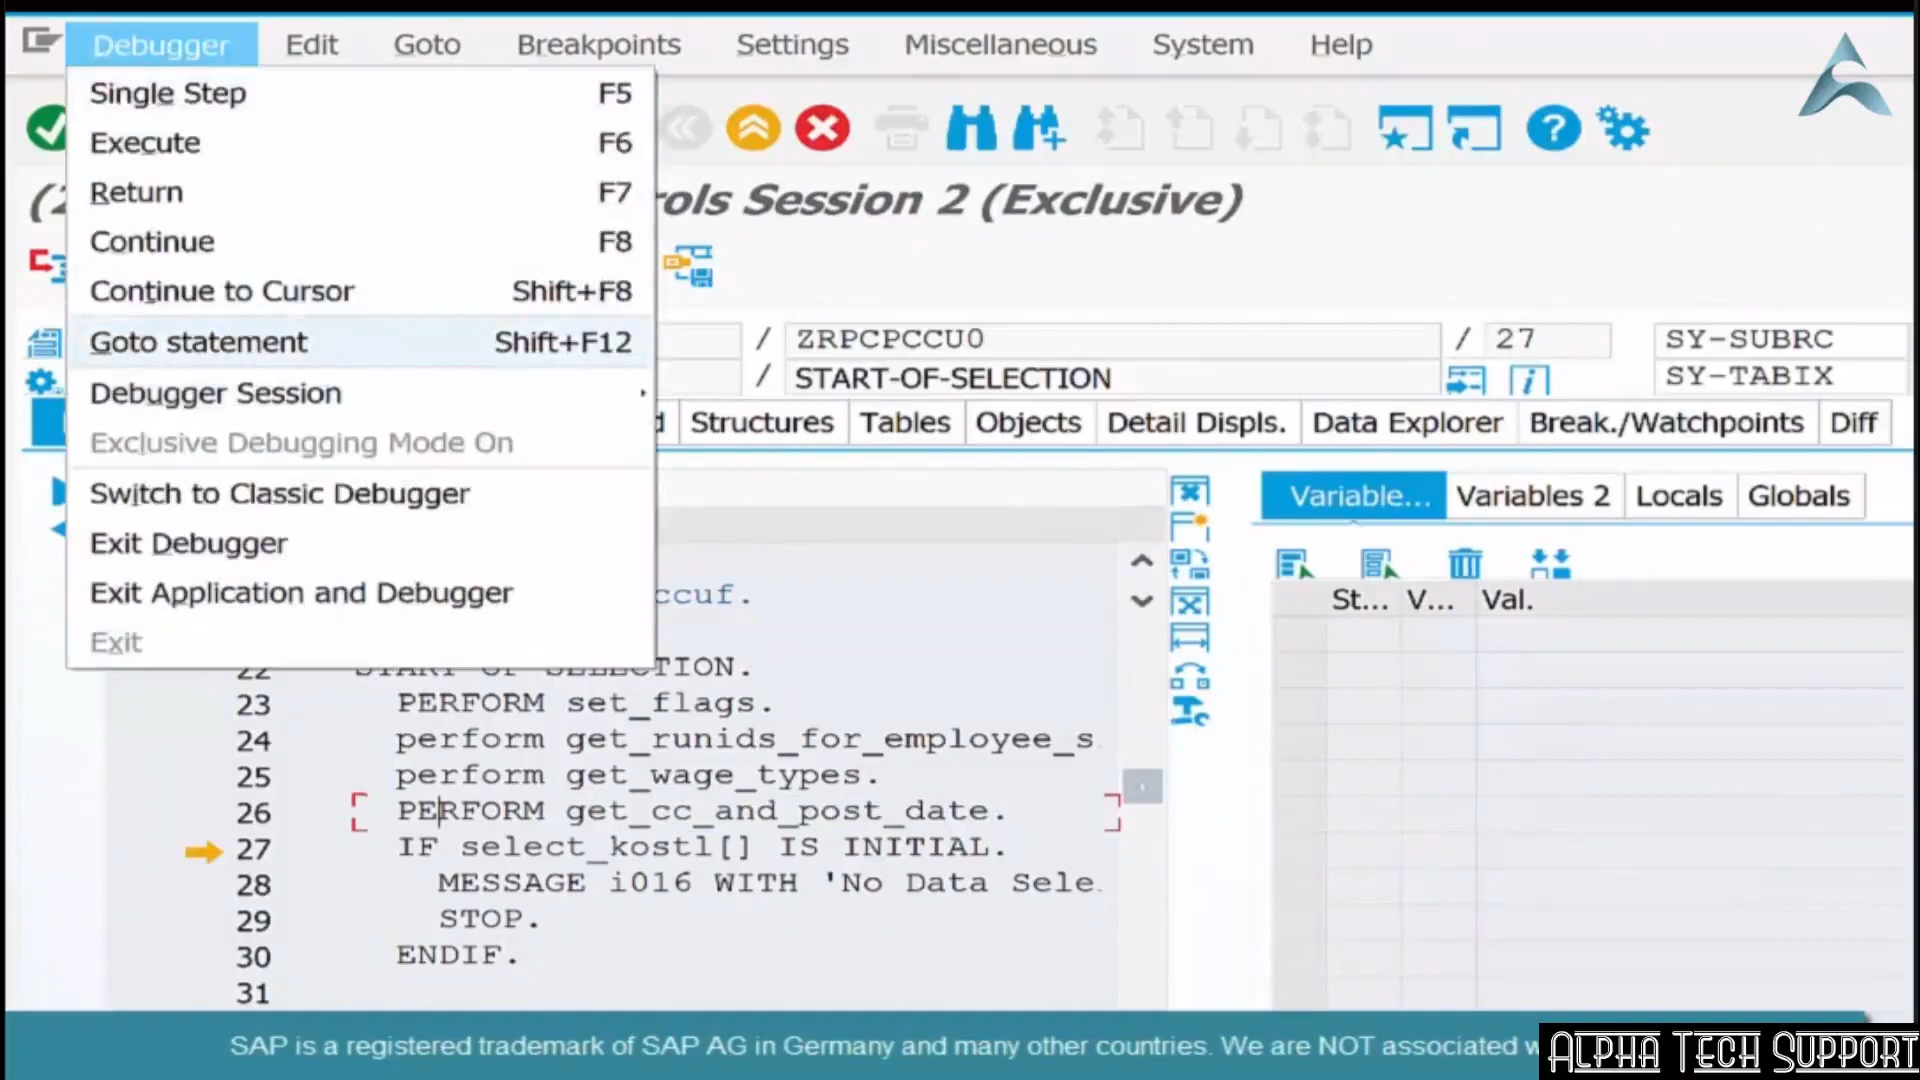 Debugger Edit Goto Breakpoints Settings Miscellaneous System Help
Single Step F5
Execute F6
Return F7
Continue F8
Continue to Cursor Shift+F8
Goto statement Shift+F12
Debugger Session
Exclusive Debugging Mode On
Switch to Classic Debugger
Exit Debugger
Exit Application and Debugger
Exit
rols Session 2 (Exclusive)
/ ZRPCPCCU0 / 27 SY-SUBRC
/ START-OF-SELECTION SY-TABIX
Structures Tables Objects Detail Displs. Data Explorer Break./Watchpoints Diff
Variable... Variables 2 Locals Globals
St... V... Val.
ccuf.
22 START-OF-SELECTION.
23 PERFORM set_flags.
24 perform get_runids_for_employee_s
25 perform get_wage_types.
26 PERFORM get_cc_and_post_date.
27 IF select_kostl[] IS INITIAL.
28 MESSAGE i016 WITH 'No Data Sele
29 STOP.
30 ENDIF.
31
SAP is a registered trademark of SAP AG in Germany and many other countries. We are NOT associated w
Alpha Tech Support